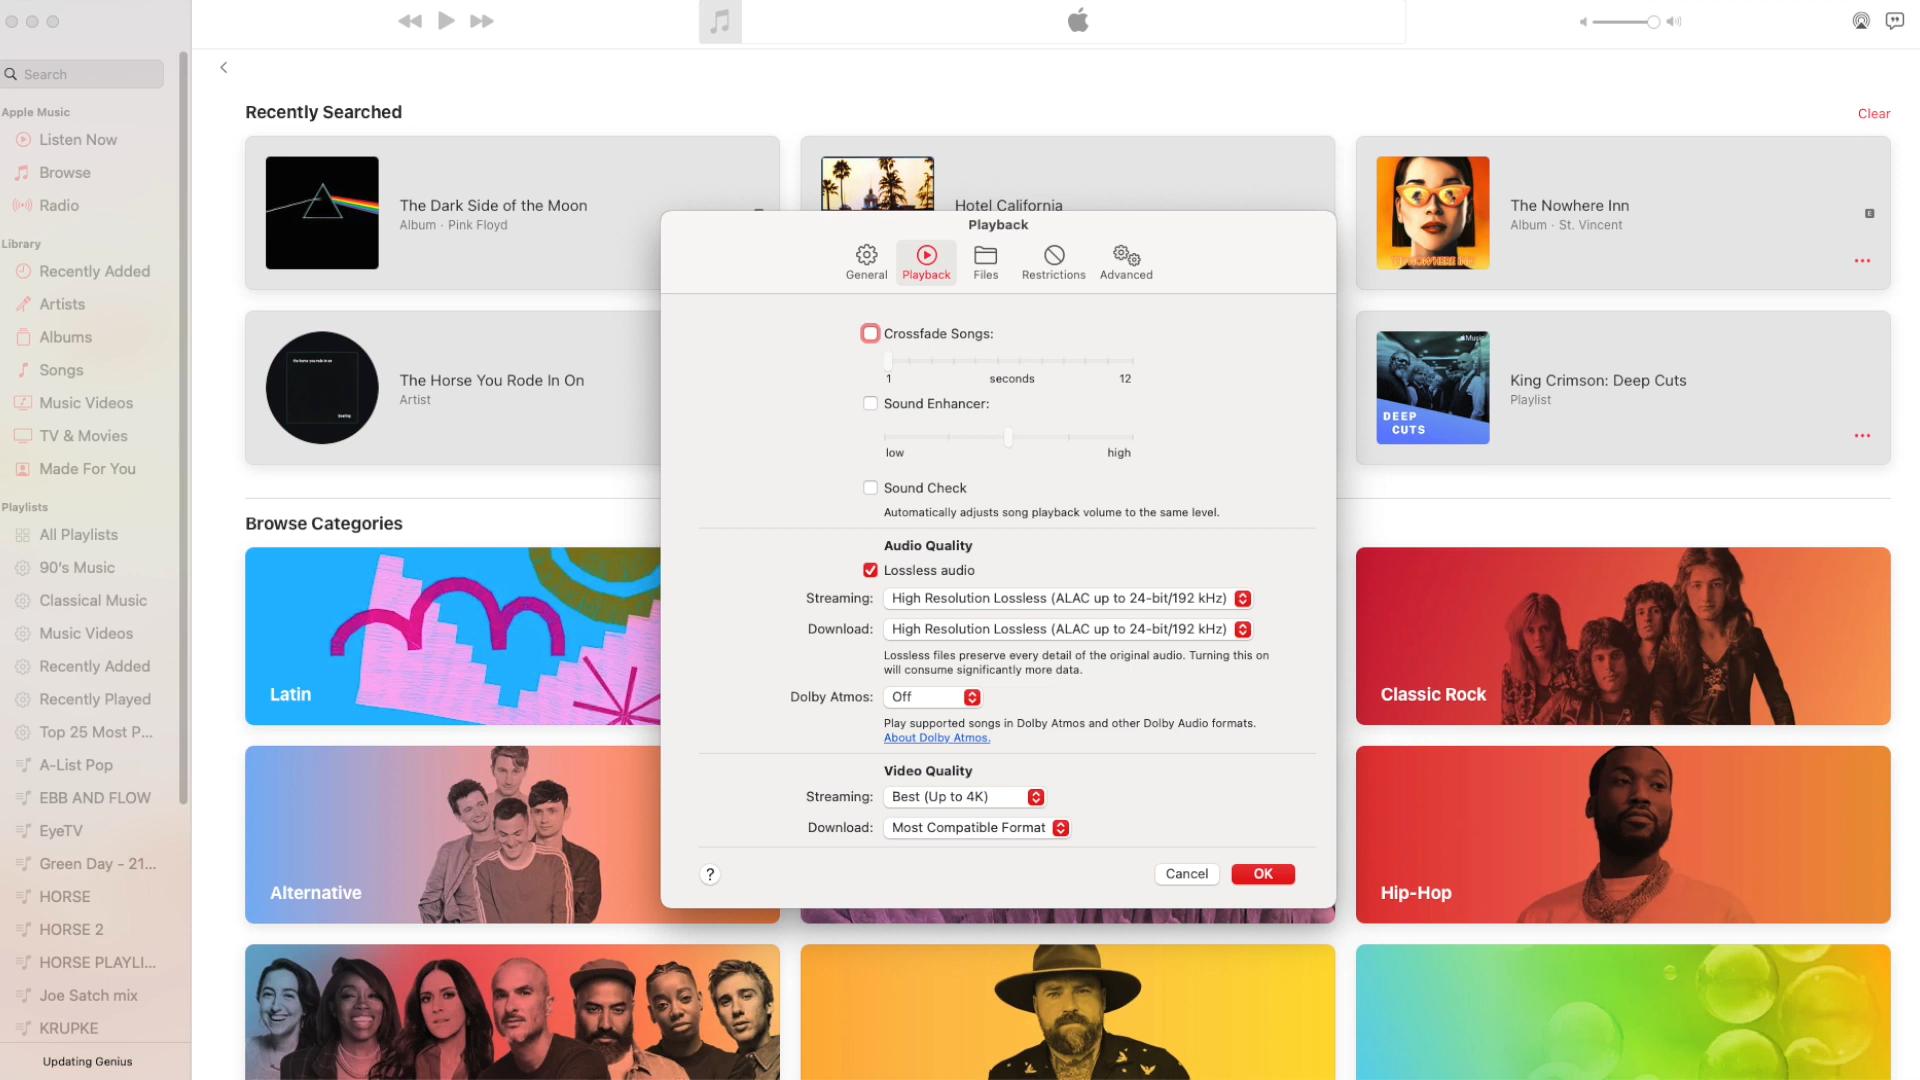 Search
Apple Music
Listen Now
Browse
Radio
Library
Recently Added
Artists
Albums
Songs
Music Videos
TV & Movies
Made For You
Playlists
All Playlists
90's Music
Classical Music
Music Videos
Recently Added
Recently Played
Top 25 Most P...
A-List Pop
EBB AND FLOW
EyeTV
Green Day - 21...
HORSE
HORSE 2
HORSE PLAYLI...
Joe Satch mix
KRUPKE
Updating Genius
Recently Searched
Clear
The Dark Side of the Moon
Album · Pink Floyd
Hotel California
THE NOWHERE INN
The Nowhere Inn
Album · St. Vincent
E
The Horse You Rode In On
Artist
Music
DEEP
CUTS
King Crimson: Deep Cuts
Playlist
Browse Categories
Latin
Classic Rock
Alternative
Hip-Hop
Playback
General
Playback
Files
Restrictions
Advanced
Crossfade Songs:
1 seconds 12
Sound Enhancer:
low high
Sound Check
Automatically adjusts song playback volume to the same level.
Audio Quality
Lossless audio
Streaming: High Resolution Lossless (ALAC up to 24-bit/192 kHz)
Download: High Resolution Lossless (ALAC up to 24-bit/192 kHz)
Lossless files preserve every detail of the original audio. Turning this on
will consume significantly more data.
Dolby Atmos: Off
Play supported songs in Dolby Atmos and other Dolby Audio formats.
About Dolby Atmos.
Video Quality
Streaming: Best (Up to 4K)
Download: Most Compatible Format
?
Cancel
OK